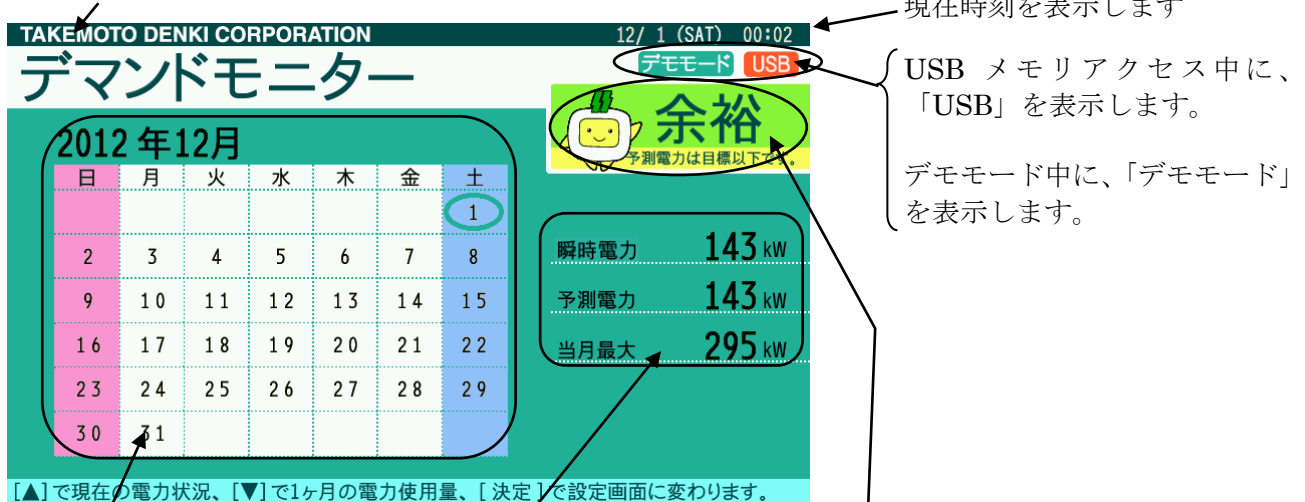 現在時刻を表示します
TAKEMOTO DENKI CORPORATION 12/ 1 (SAT) 00:02
デマンドモニター
デモモード USB
USB メモリアクセス中に、
「USB」を表示します。
余裕
予測電力は目標以下です。
デモモード中に、「デモモード」
を表示します。
2012年12月
日 月 火 水 木 金 土
1
2 3 4 5 6 7 8
9 10 11 12 13 14 15
16 17 18 19 20 21 22
23 24 25 26 27 28 29
30 31
瞬時電力 143 kW
予測電力 143 kW
当月最大 295 kW
[▲]で現在の電力状況、[▼]で1ヶ月の電力使用量、[決定]で設定画面に変わります。